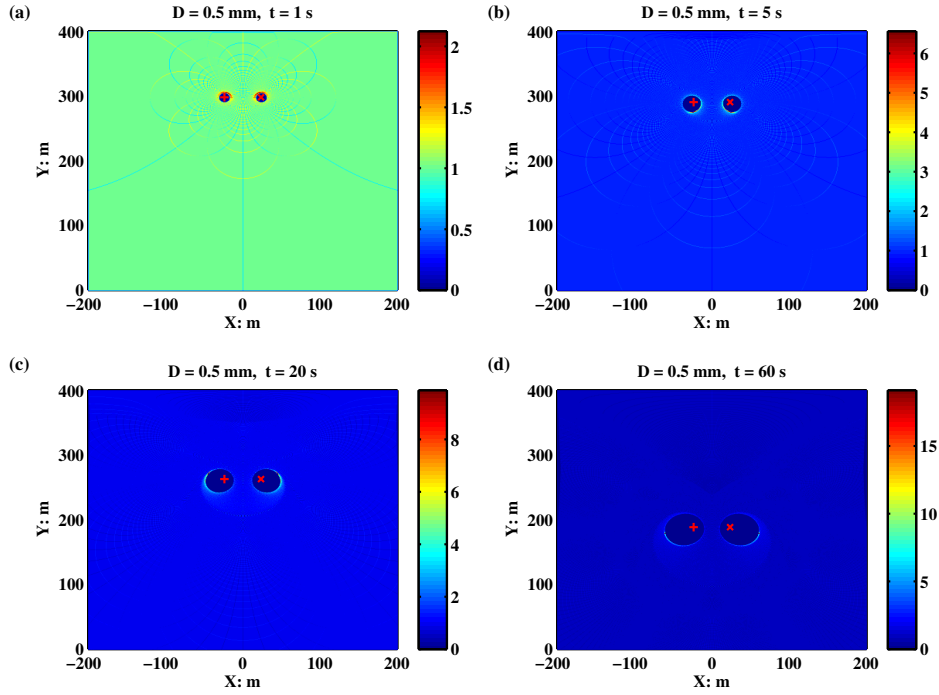 (a)
D = 0.5 mm, t = 1 s
400
300
200
100
0
Y: m
−200 −100 0 100 200
X: m
2
1.5
1
0.5
0
(b)
D = 0.5 mm, t = 5 s
400
300
200
100
0
Y: m
−200 −100 0 100 200
X: m
6
5
4
3
2
1
0
(c)
D = 0.5 mm, t = 20 s
400
300
200
100
0
Y: m
−200 −100 0 100 200
X: m
8
6
4
2
0
(d)
D = 0.5 mm, t = 60 s
400
300
200
100
0
Y: m
−200 −100 0 100 200
X: m
15
10
5
0